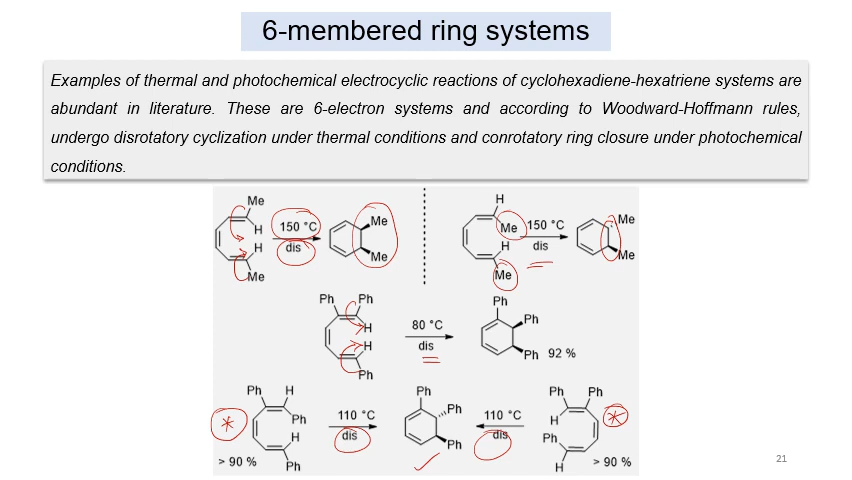 6-membered ring systems
Examples of thermal and photochemical electrocyclic reactions of cyclohexadiene-hexatriene systems are
abundant in literature. These are 6-electron systems and according to Woodward-Hoffmann rules,
undergo disrotatory cyclization under thermal conditions and conrotatory ring closure under photochemical
conditions.
Me
H
H
Me
150 °C
dis
Me
Me
H
Me
H
Me
150 °C
dis
Me
Me
Ph Ph
H
H
Ph
80 °C
dis
Ph
Ph
Ph 92 %
Ph H
Ph
H
Ph
> 90 %
110 °C
dis
Ph
Ph
Ph
110 °C
dis
Ph Ph
H
Ph
H
> 90 %
21